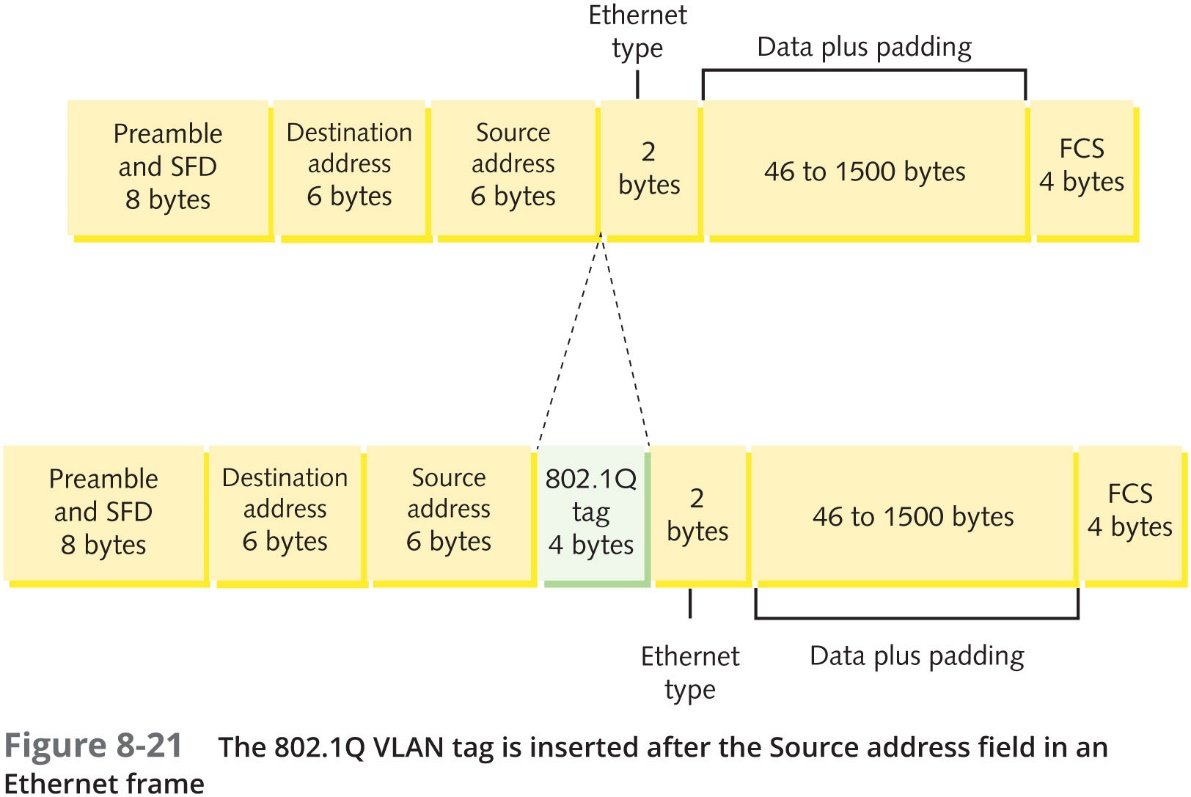 Ethernet
type
Data plus padding
Preamble
and SFD
8 bytes
Destination
address
6 bytes
Source
address
6 bytes
2
bytes
46 to 1500 bytes
FCS
4 bytes
Preamble
and SFD
8 bytes
Destination
address
6 bytes
Source
address
6 bytes
802.1Q
tag
4 bytes
2
bytes
46 to 1500 bytes
FCS
4 bytes
Ethernet
type
Data plus padding
Figure 8-21 The 802.1Q VLAN tag is inserted after the Source address field in an
Ethernet frame